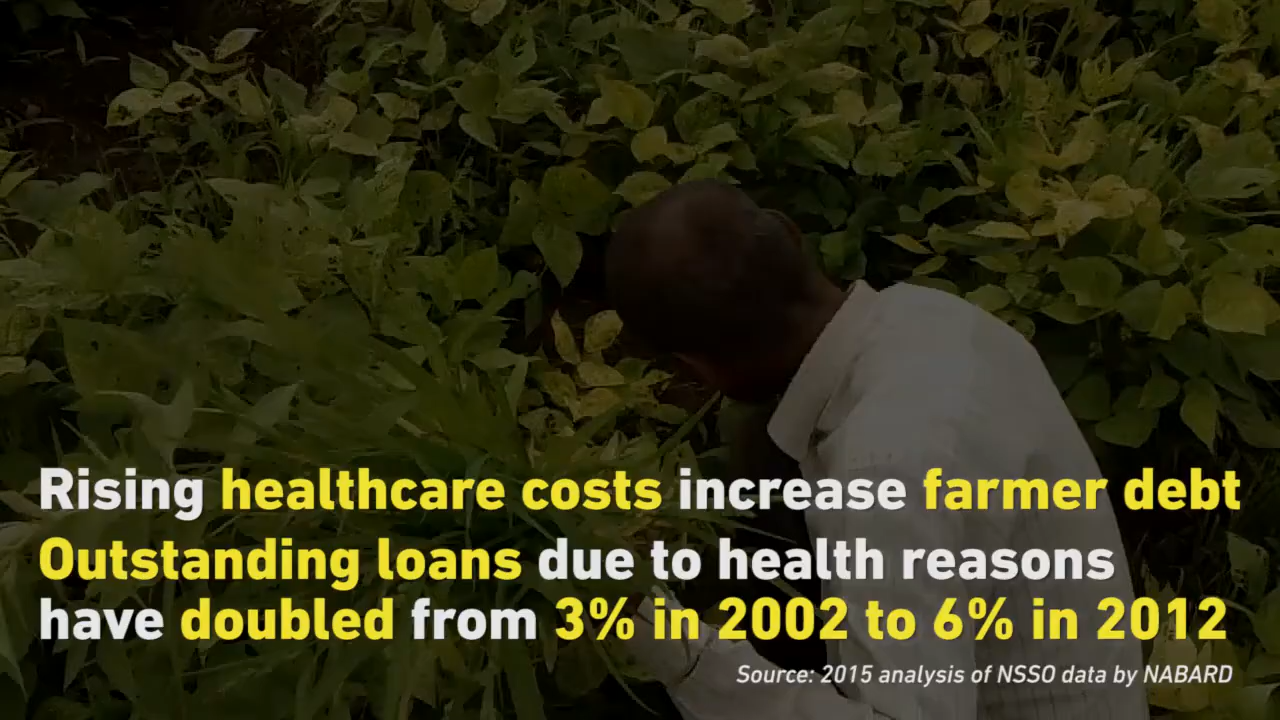 Rising healthcare costs increase farmer debt
Outstanding loans due to health reasons
have doubled from 3% in 2002 to 6% in 2012
Source: 2015 analysis of NSSO data by NABARD